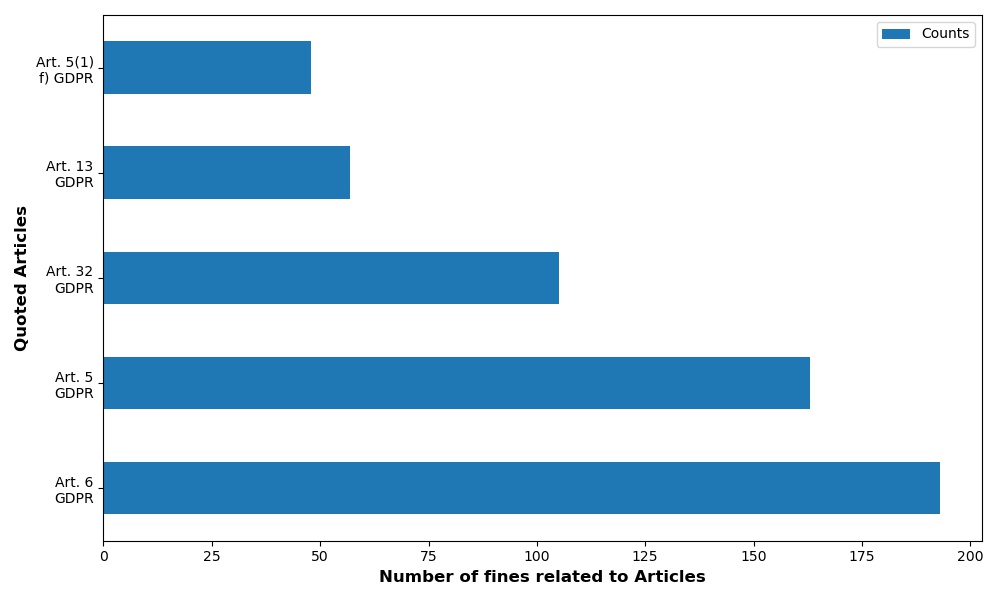 Counts
Art. 5(1)
f) GDPR
Art. 13
GDPR
Art. 32
GDPR
Art. 5
GDPR
Art. 6
GDPR
Quoted Articles
0 25 50 75 100 125 150 175 200
Number of fines related to Articles